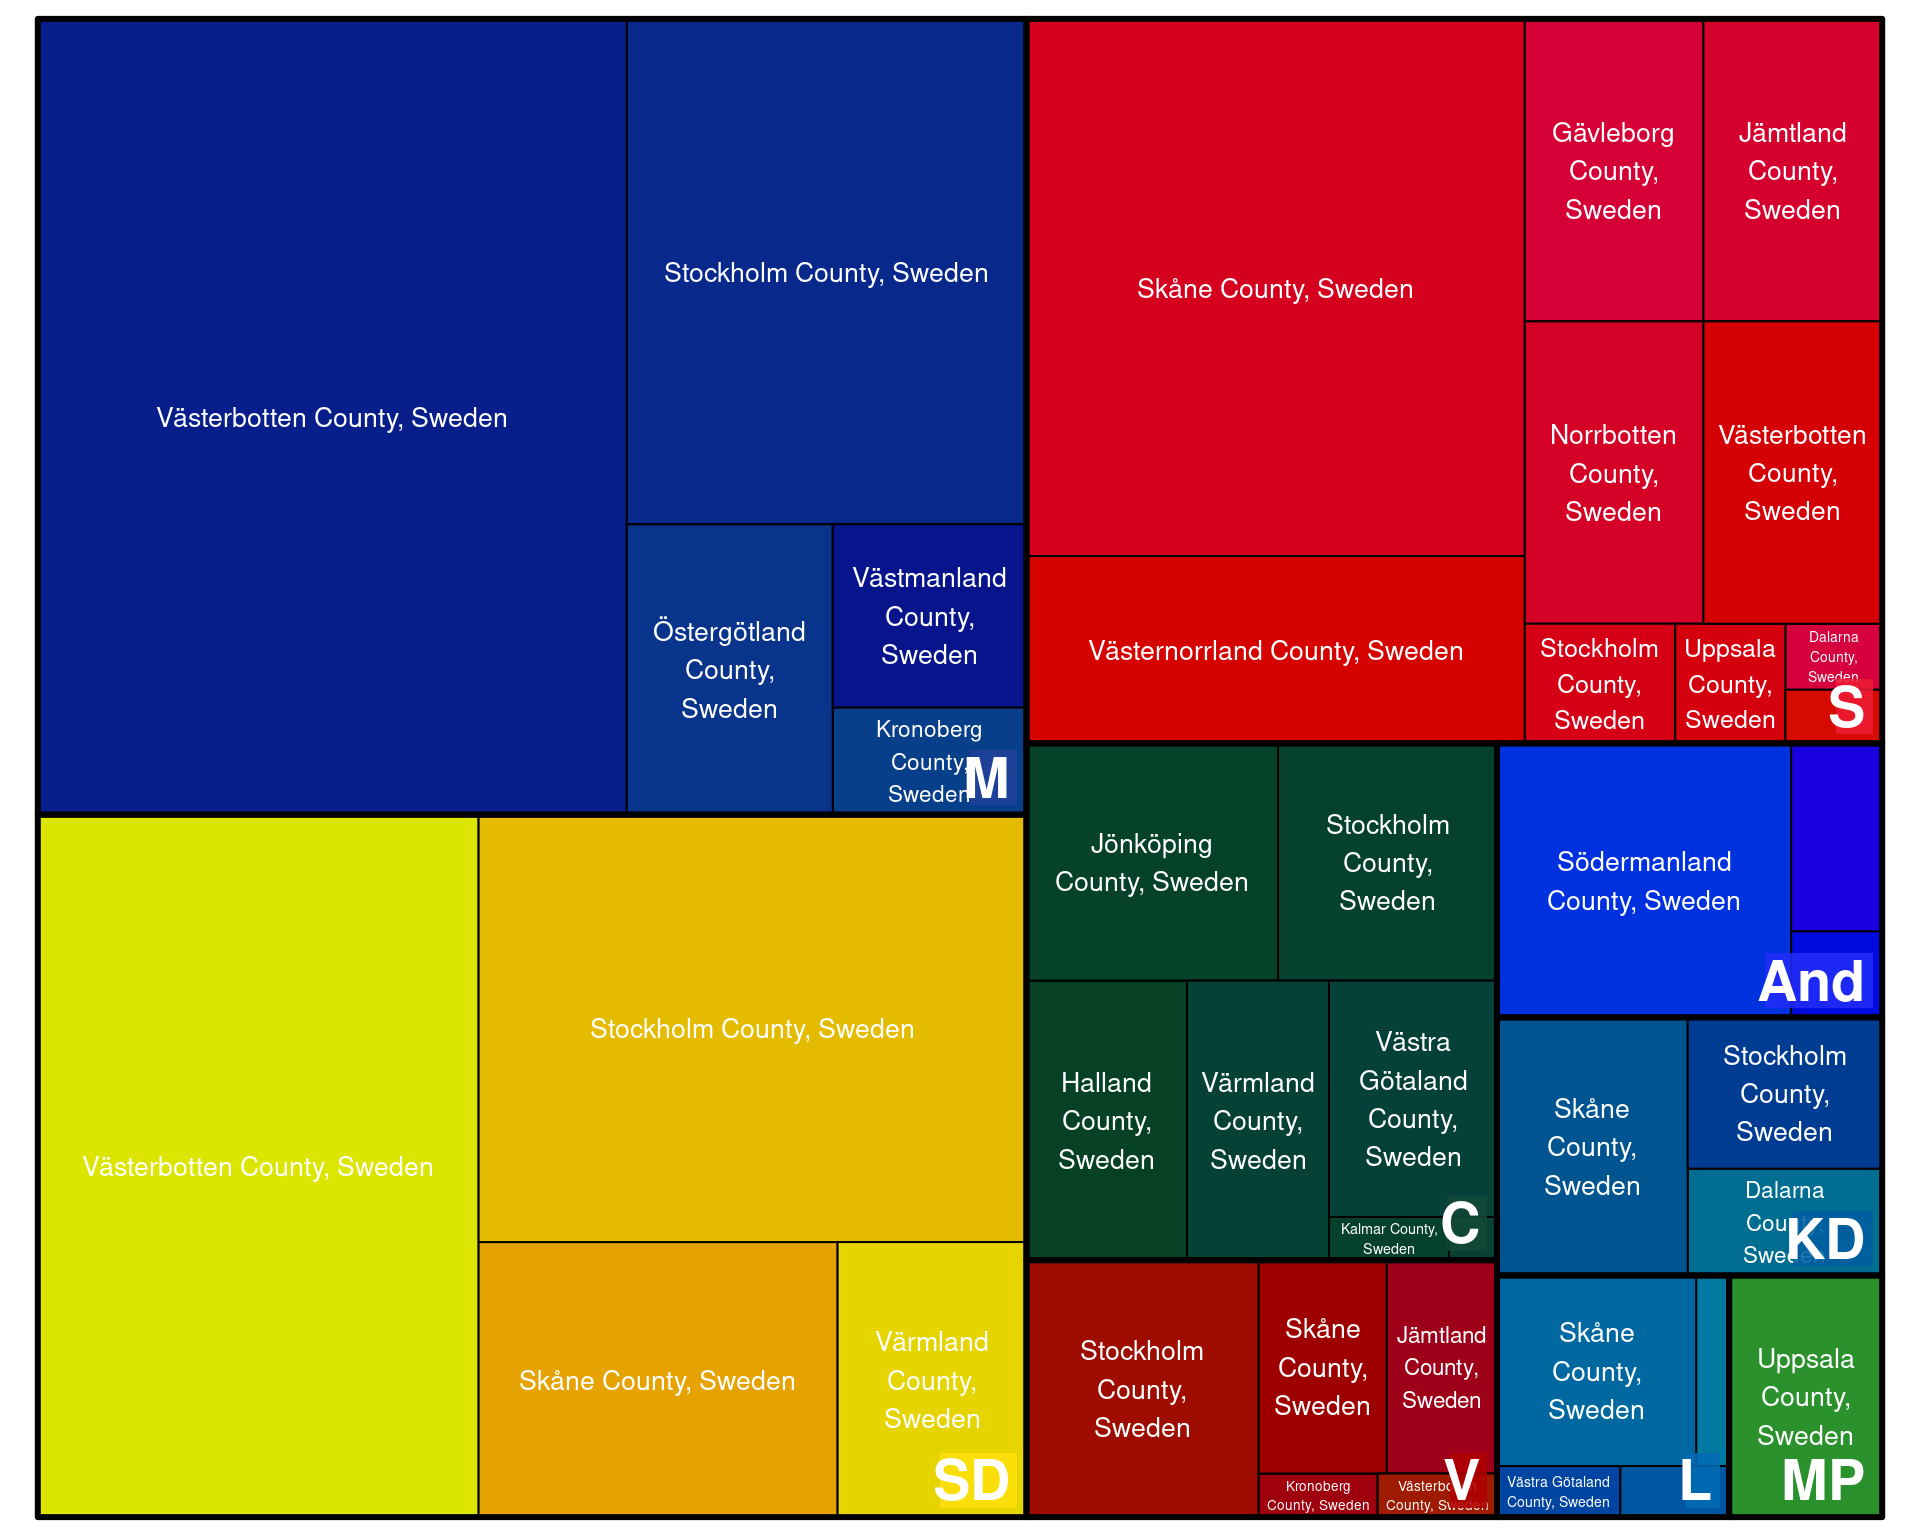 Västerbotten County, Sweden
Stockholm County, Sweden
Östergötland
County,
Sweden
Västmanland
County,
Sweden
Kronoberg
County,
Sweden
M
Skåne County, Sweden
Västernorrland County, Sweden
Gävleborg
County,
Sweden
Jämtland
County,
Sweden
Norrbotten
County,
Sweden
Västerbotten
County,
Sweden
Stockholm
County,
Sweden
Uppsala
County,
Sweden
Dalarna
County,
Sweden
S
Västerbotten County, Sweden
Stockholm County, Sweden
Skåne County, Sweden
Värmland
County,
Sweden
SD
Jönköping
County, Sweden
Stockholm
County,
Sweden
Halland
County,
Sweden
Värmland
County,
Sweden
Västra
Götaland
County,
Sweden
Kalmar County,
Sweden
C
Södermanland
County, Sweden
And
Skåne
County,
Sweden
Stockholm
County,
Sweden
Dalarna
County,
Sweden
KD
Stockholm
County,
Sweden
Skåne
County,
Sweden
Jämtland
County,
Sweden
Kronoberg
County, Sweden
Västerbotten
County, Sweden
V
Skåne
County,
Sweden
Västra Götaland
County, Sweden
L
Uppsala
County,
Sweden
MP